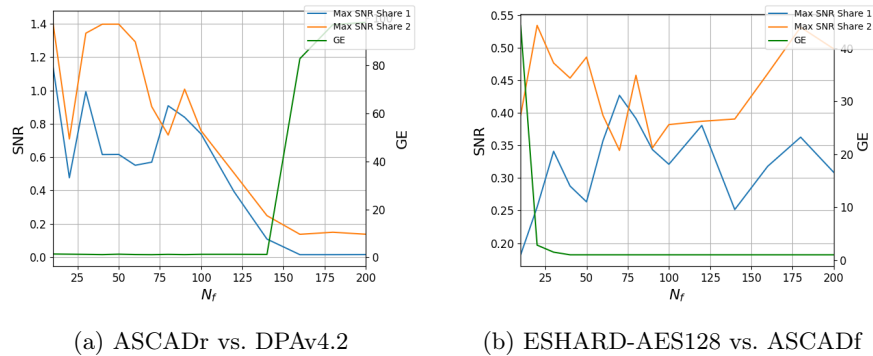 Max SNR Share 1
Max SNR Share 2
GE
1.4
1.2
1.0
0.8
0.6
0.4
0.2
0.0
SNR
80
60
40
20
0
GE
25 50 75 100 125 150 175 200
N_f
(a) ASCADr vs. DPAv4.2
Max SNR Share 1
Max SNR Share 2
GE
0.55
0.50
0.45
0.40
0.35
0.30
0.25
0.20
SNR
40
30
20
10
0
GE
25 50 75 100 125 150 175 200
N_f
(b) ESHARD-AES128 vs. ASCADf